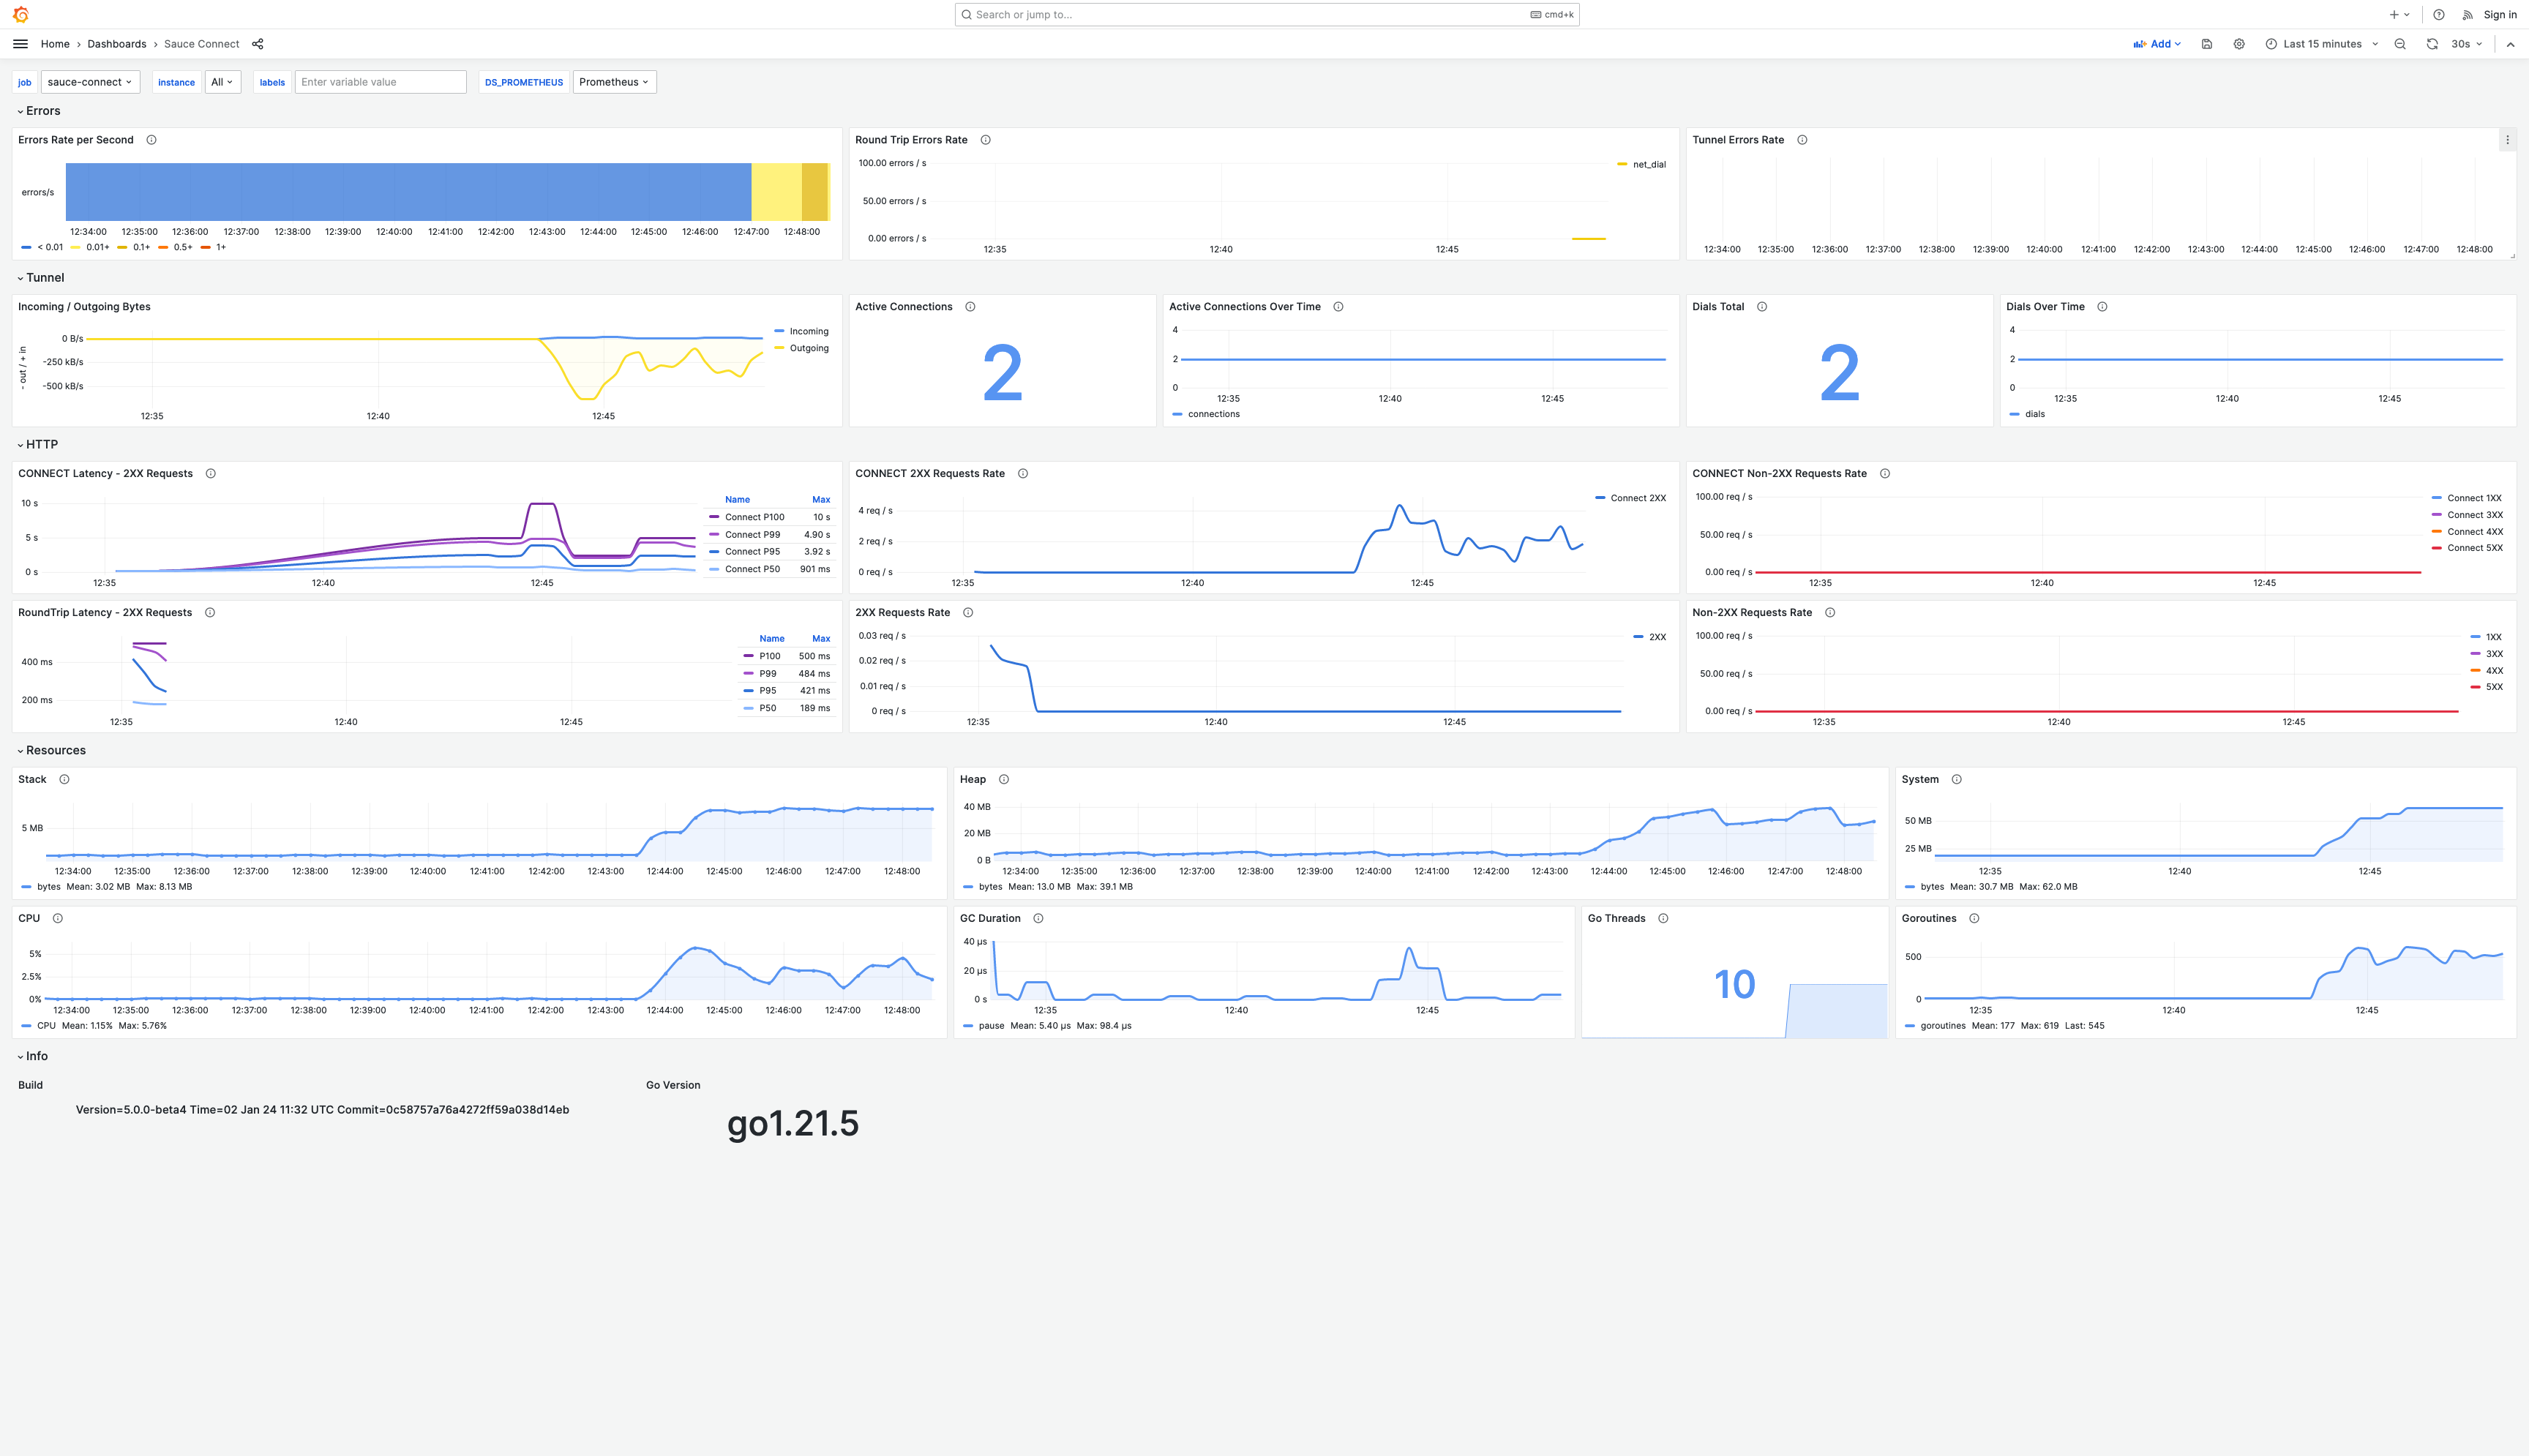 Search or jump to...
cmd+k
Sign in
Home › Dashboards › Sauce Connect
Add
Last 15 minutes
30s
job sauce-connect instance All labels Enter variable value DS_PROMETHEUS Prometheus
Errors
Errors Rate per Second
errors/s
12:34:00 12:35:00 12:36:00 12:37:00 12:38:00 12:39:00 12:40:00 12:41:00 12:42:00 12:43:00 12:44:00 12:45:00 12:46:00 12:47:00 12:48:00
< 0.01 0.01+ 0.1+ 0.5+ 1+
Round Trip Errors Rate
100.00 errors / s
50.00 errors / s
0.00 errors / s
12:35 12:40 12:45
net_dial
Tunnel Errors Rate
12:34:00 12:35:00 12:36:00 12:37:00 12:38:00 12:39:00 12:40:00 12:41:00 12:42:00 12:43:00 12:44:00 12:45:00 12:46:00 12:47:00 12:48:00
Tunnel
Incoming / Outgoing Bytes
- out / + in
0 B/s
-250 kB/s
-500 kB/s
12:35 12:40 12:45
Incoming
Outgoing
Active Connections
2
Active Connections Over Time
4
2
0
12:35 12:40 12:45
connections
Dials Total
2
Dials Over Time
4
2
0
12:35 12:40 12:45
dials
HTTP
CONNECT Latency - 2XX Requests
10 s
5 s
0 s
12:35 12:40 12:45
Name Max
Connect P100 10 s
Connect P99 4.90 s
Connect P95 3.92 s
Connect P50 901 ms
CONNECT 2XX Requests Rate
4 req / s
2 req / s
0 req / s
12:35 12:40 12:45
Connect 2XX
CONNECT Non-2XX Requests Rate
100.00 req / s
50.00 req / s
0.00 req / s
12:35 12:40 12:45
Connect 1XX
Connect 3XX
Connect 4XX
Connect 5XX
RoundTrip Latency - 2XX Requests
400 ms
200 ms
12:35 12:40 12:45
Name Max
P100 500 ms
P99 484 ms
P95 421 ms
P50 189 ms
2XX Requests Rate
0.03 req / s
0.02 req / s
0.01 req / s
0 req / s
12:35 12:40 12:45
2XX
Non-2XX Requests Rate
100.00 req / s
50.00 req / s
0.00 req / s
12:35 12:40 12:45
1XX
3XX
4XX
5XX
Resources
Stack
5 MB
12:34:00 12:35:00 12:36:00 12:37:00 12:38:00 12:39:00 12:40:00 12:41:00 12:42:00 12:43:00 12:44:00 12:45:00 12:46:00 12:47:00 12:48:00
bytes Mean: 3.02 MB Max: 8.13 MB
Heap
40 MB
20 MB
0 B
12:34:00 12:35:00 12:36:00 12:37:00 12:38:00 12:39:00 12:40:00 12:41:00 12:42:00 12:43:00 12:44:00 12:45:00 12:46:00 12:47:00 12:48:00
bytes Mean: 13.0 MB Max: 39.1 MB
System
50 MB
25 MB
12:35 12:40 12:45
bytes Mean: 30.7 MB Max: 62.0 MB
CPU
5%
2.5%
0%
12:34:00 12:35:00 12:36:00 12:37:00 12:38:00 12:39:00 12:40:00 12:41:00 12:42:00 12:43:00 12:44:00 12:45:00 12:46:00 12:47:00 12:48:00
CPU Mean: 1.15% Max: 5.76%
GC Duration
40 µs
20 µs
0 s
12:35 12:40 12:45
pause Mean: 5.40 µs Max: 98.4 µs
Go Threads
10
Goroutines
500
0
12:35 12:40 12:45
goroutines Mean: 177 Max: 619 Last: 545
Info
Build
Version=5.0.0-beta4 Time=02 Jan 24 11:32 UTC Commit=0c58757a76a4272ff59a038d14eb
Go Version
go1.21.5